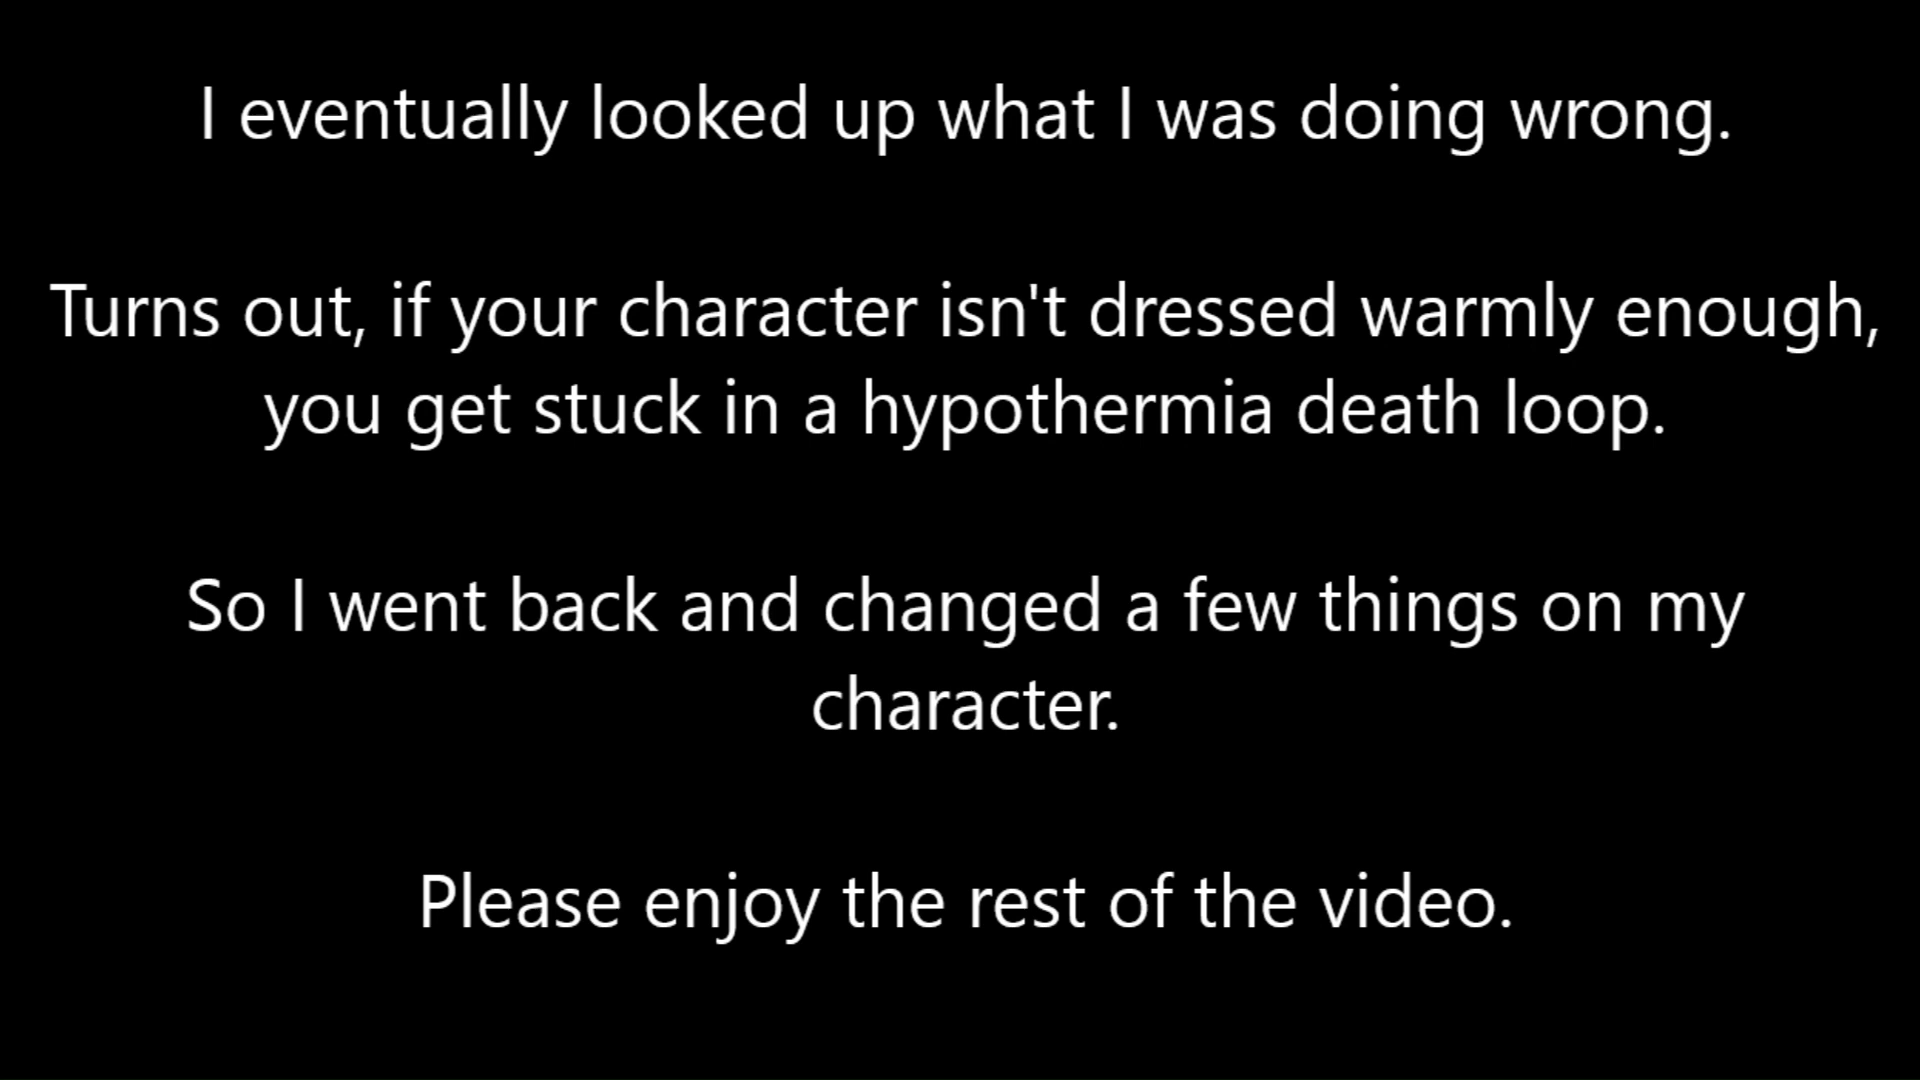 I eventually looked up what I was doing wrong.
Turns out, if your character isn't dressed warmly enough,
you get stuck in a hypothermia death loop.
So I went back and changed a few things on my
character.
Please enjoy the rest of the video.